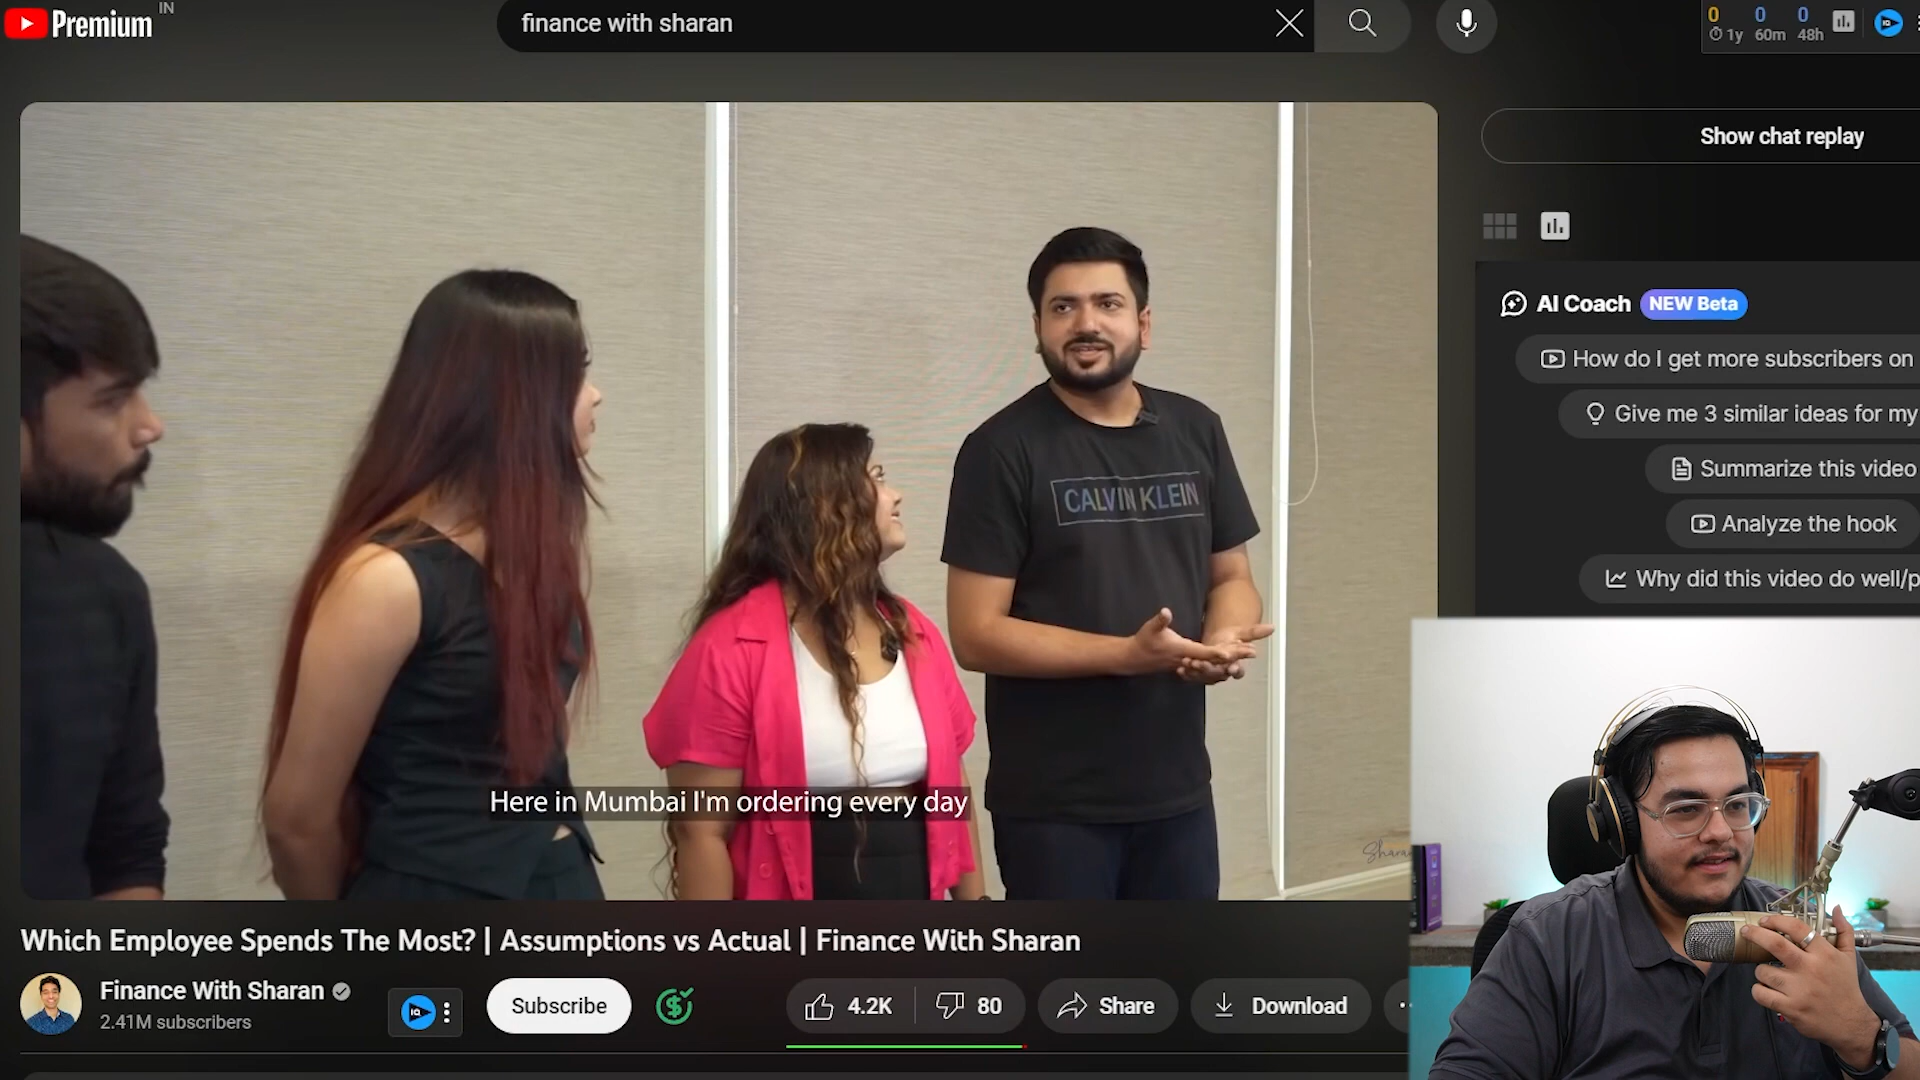 Premium
IN
finance with sharan
0 0 0
1y 60m 48h
Show chat replay
AI Coach NEW Beta
How do I get more subscribers on
Give me 3 similar ideas for my
Summarize this video
Analyze the hook
Why did this video do well/p
CALVIN KLEIN
Here in Mumbai I'm ordering every day
Which Employee Spends The Most? | Assumptions vs Actual | Finance With Sharan
Finance With Sharan
2.41M subscribers
IQ
Subscribe
4.2K
80
Share
Download